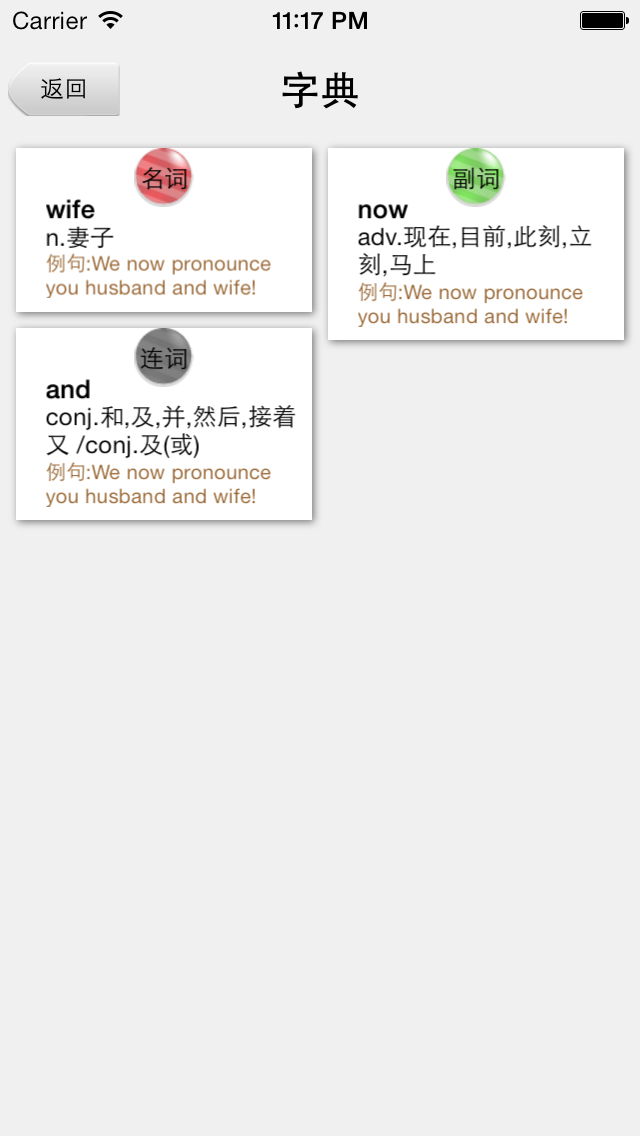 Carrier 11:17 PM
返回
字典
名词
wife
n.妻子
例句:We now pronounce
you husband and wife!
副词
now
adv.现在,目前,此刻,立
刻,马上
例句:We now pronounce
you husband and wife!
连词
and
conj.和,及,并,然后,接着
又 /conj.及(或)
例句:We now pronounce
you husband and wife!